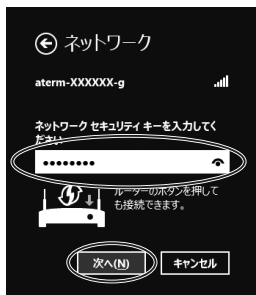 ネットワーク
aterm-XXXXXX-g
ネットワーク セキュリティ キーを入力してく
ださい
●●●●●●●●●
ルーターのボタンを押して
も接続できます。
次へ(N)
キャンセル